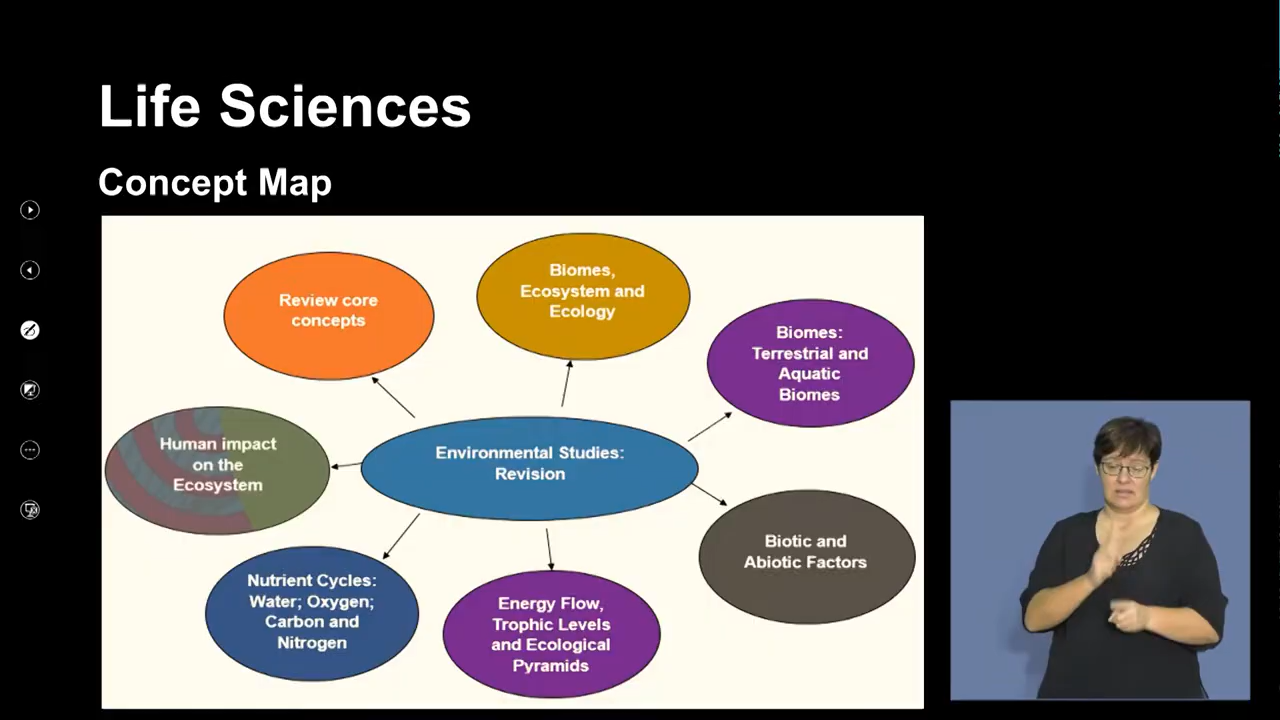 Life Sciences
Concept Map
Review core
concepts
Biomes,
Ecosystem and
Ecology
Biomes:
Terrestrial and
Aquatic
Biomes
Human impact
on the
Ecosystem
Environmental Studies:
Revision
Biotic and
Abiotic Factors
Nutrient Cycles:
Water; Oxygen;
Carbon and
Nitrogen
Energy Flow,
Trophic Levels
and Ecological
Pyramids